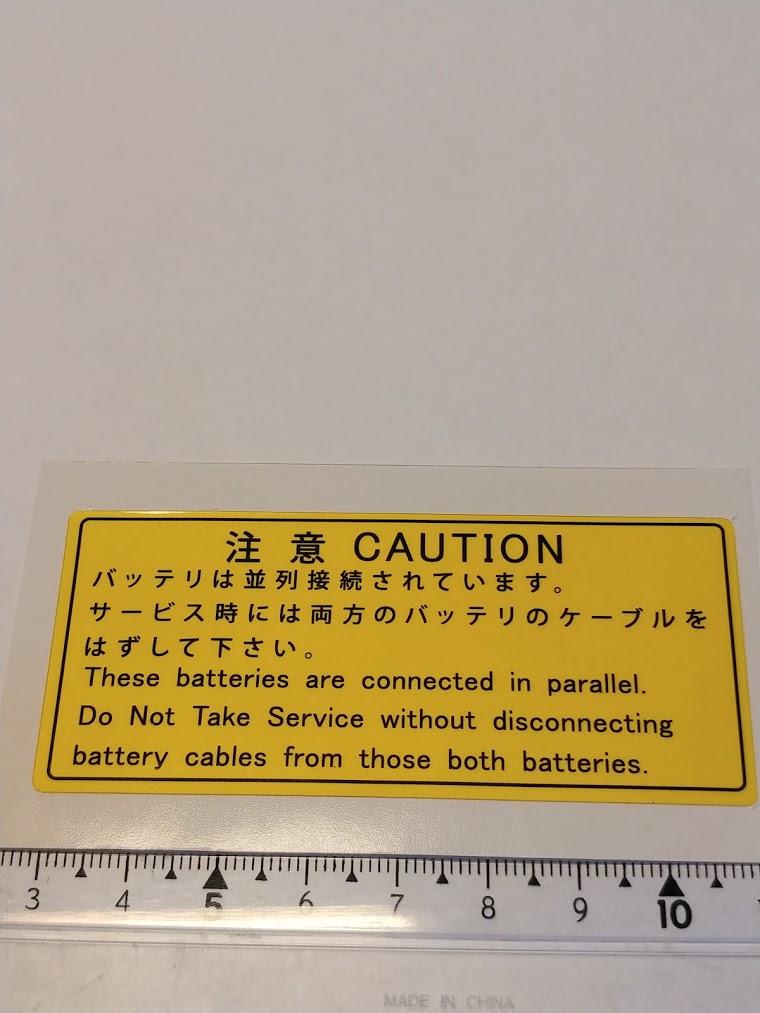 注意 CAUTION
バッテリは並列接続されています。
サービス時には両方のバッテリのケーブルを
はずして下さい。
These batteries are connected in parallel.
Do Not Take Service without disconnecting
battery cables from those both batteries.
3 4 5 6 7 8 9 10
MADE IN CHINA